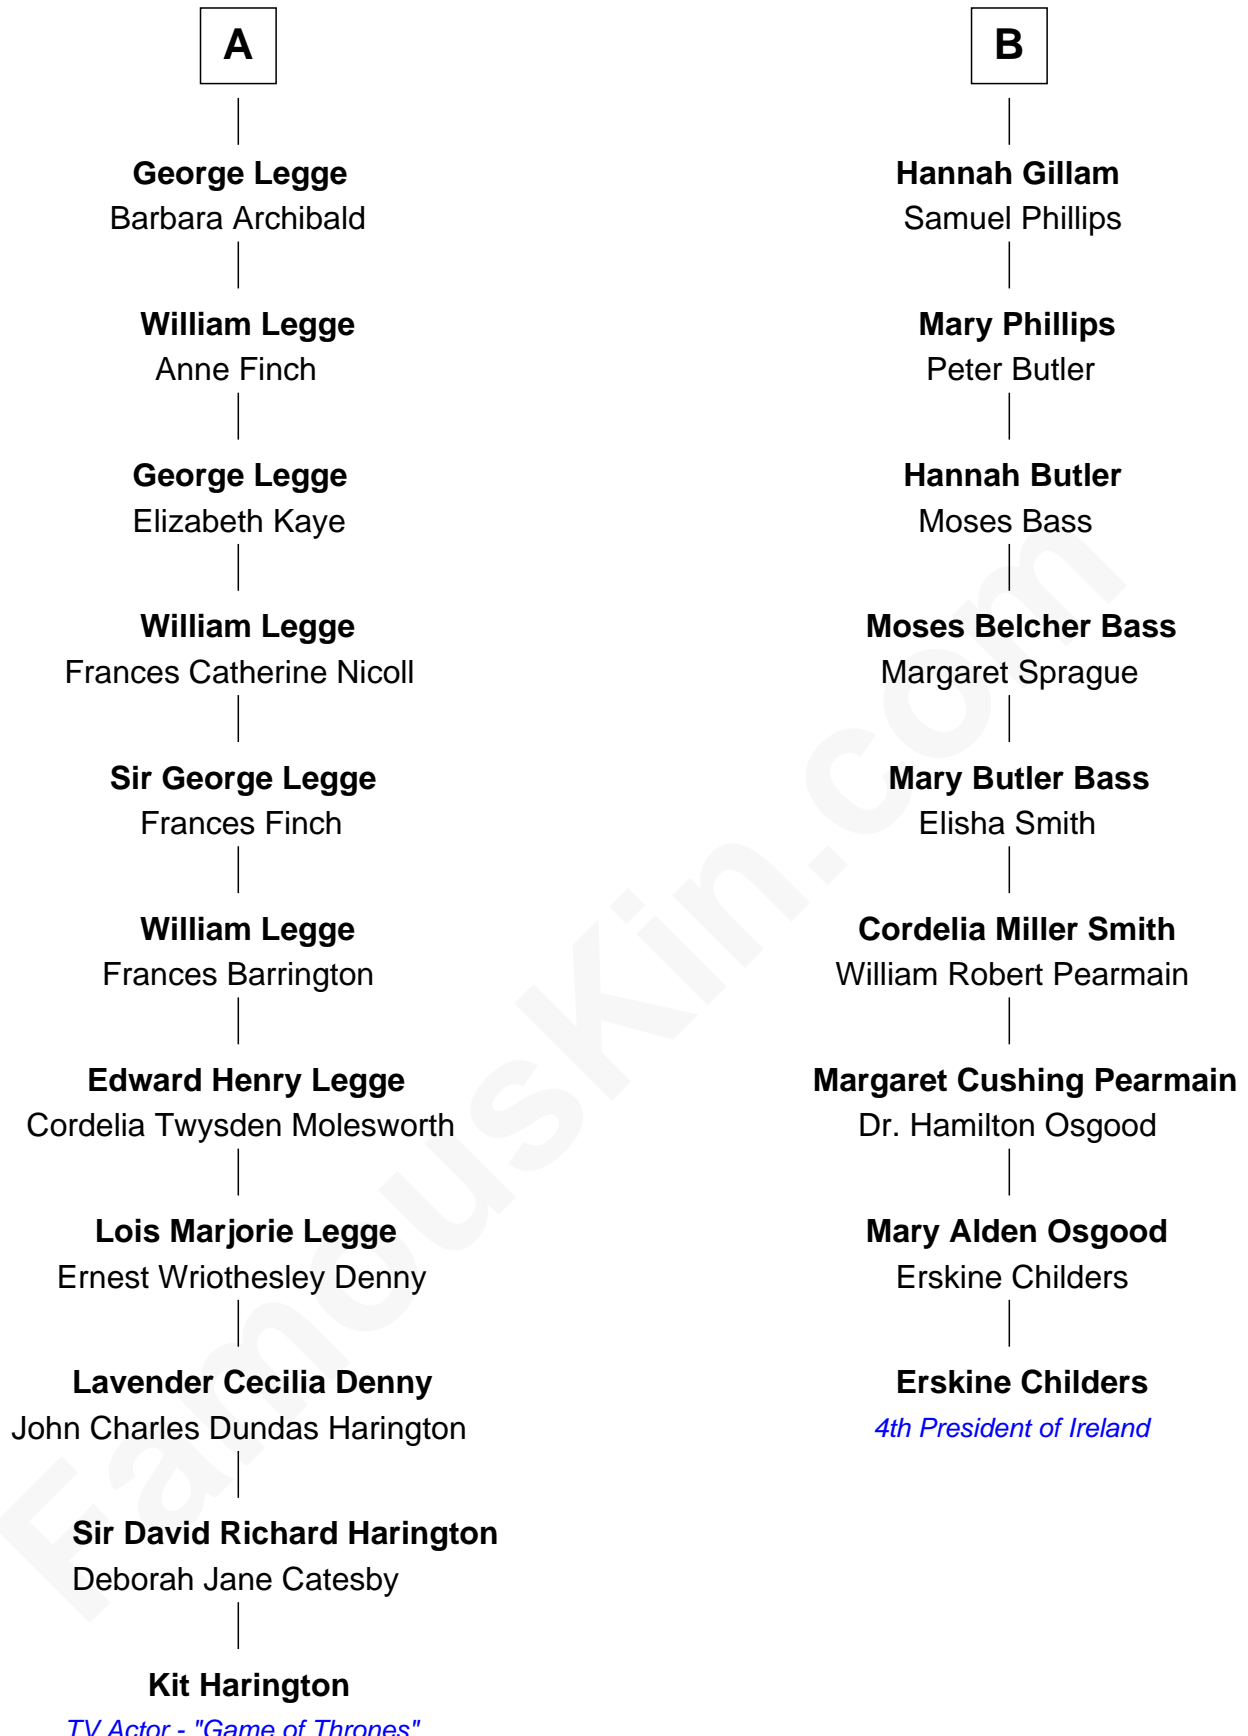 A
George Legge
Barbara Archibald
William Legge
Anne Finch
George Legge
Elizabeth Kaye
William Legge
Frances Catherine Nicoll
Sir George Legge
Frances Finch
William Legge
Frances Barrington
Edward Henry Legge
Cordelia Twysden Molesworth
Lois Marjorie Legge
Ernest Wriothesley Denny
Lavender Cecilia Denny
John Charles Dundas Harington
Sir David Richard Harington
Deborah Jane Catesby
Kit Harington
TV Actor - "Game of Thrones"
B
Hannah Gillam
Samuel Phillips
Mary Phillips
Peter Butler
Hannah Butler
Moses Bass
Moses Belcher Bass
Margaret Sprague
Mary Butler Bass
Elisha Smith
Cordelia Miller Smith
William Robert Pearmain
Margaret Cushing Pearmain
Dr. Hamilton Osgood
Mary Alden Osgood
Erskine Childers
Erskine Childers
4th President of Ireland
FamousKin.com